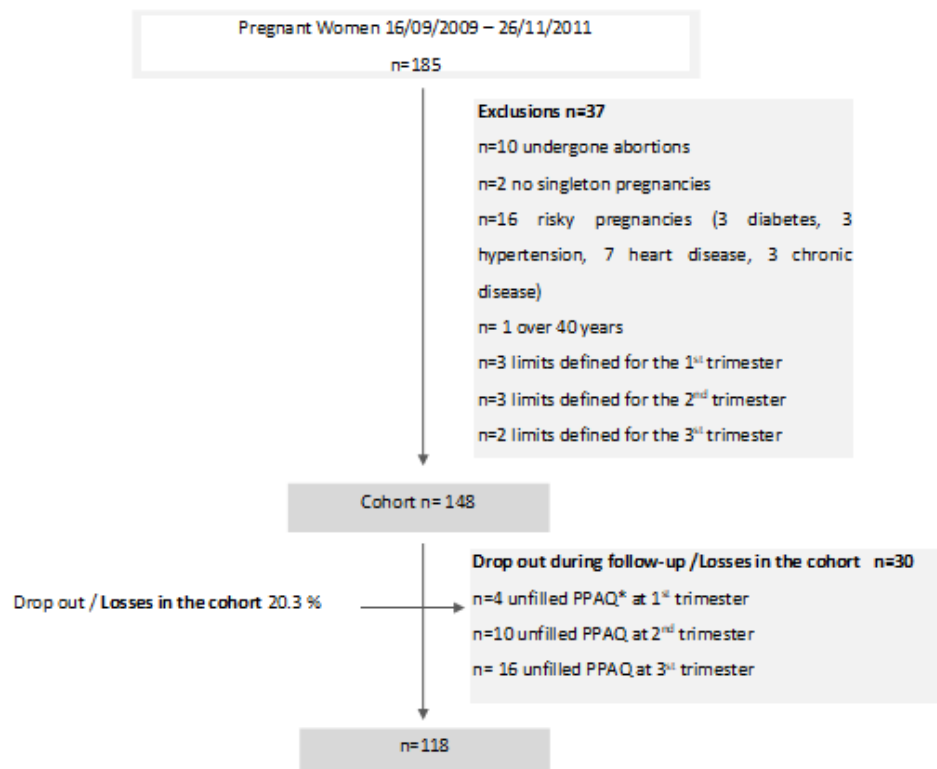 Pregnant Women 16/09/2009 – 26/11/2011
n=185
Exclusions n=37
n=10 undergone abortions
n=2 no singleton pregnancies
n=16 risky pregnancies (3 diabetes, 3
hypertension, 7 heart disease, 3 chronic
disease)
n= 1 over 40 years
n=3 limits defined for the 1st trimester
n=3 limits defined for the 2nd trimester
n=2 limits defined for the 3st trimester
Cohort n= 148
Drop out during follow-up /Losses in the cohort n=30
Drop out / Losses in the cohort 20.3 %
n=4 unfilled PPAQ* at 1st trimester
n=10 unfilled PPAQ at 2nd trimester
n= 16 unfilled PPAQ at 3st trimester
n=118